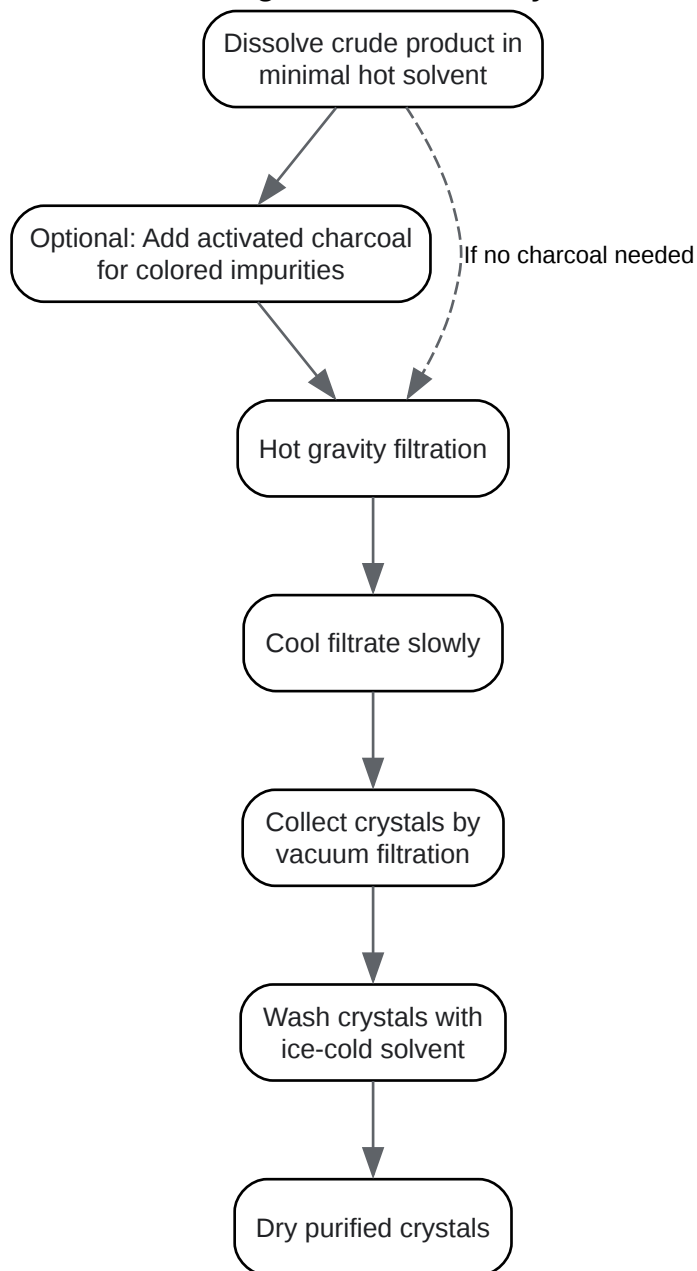 Dissolve crude product in
minimal hot solvent
Optional: Add activated charcoal
for colored impurities
If no charcoal needed
Hot gravity filtration
Cool filtrate slowly
Collect crystals by
vacuum filtration
Wash crystals with
ice-cold solvent
Dry purified crystals